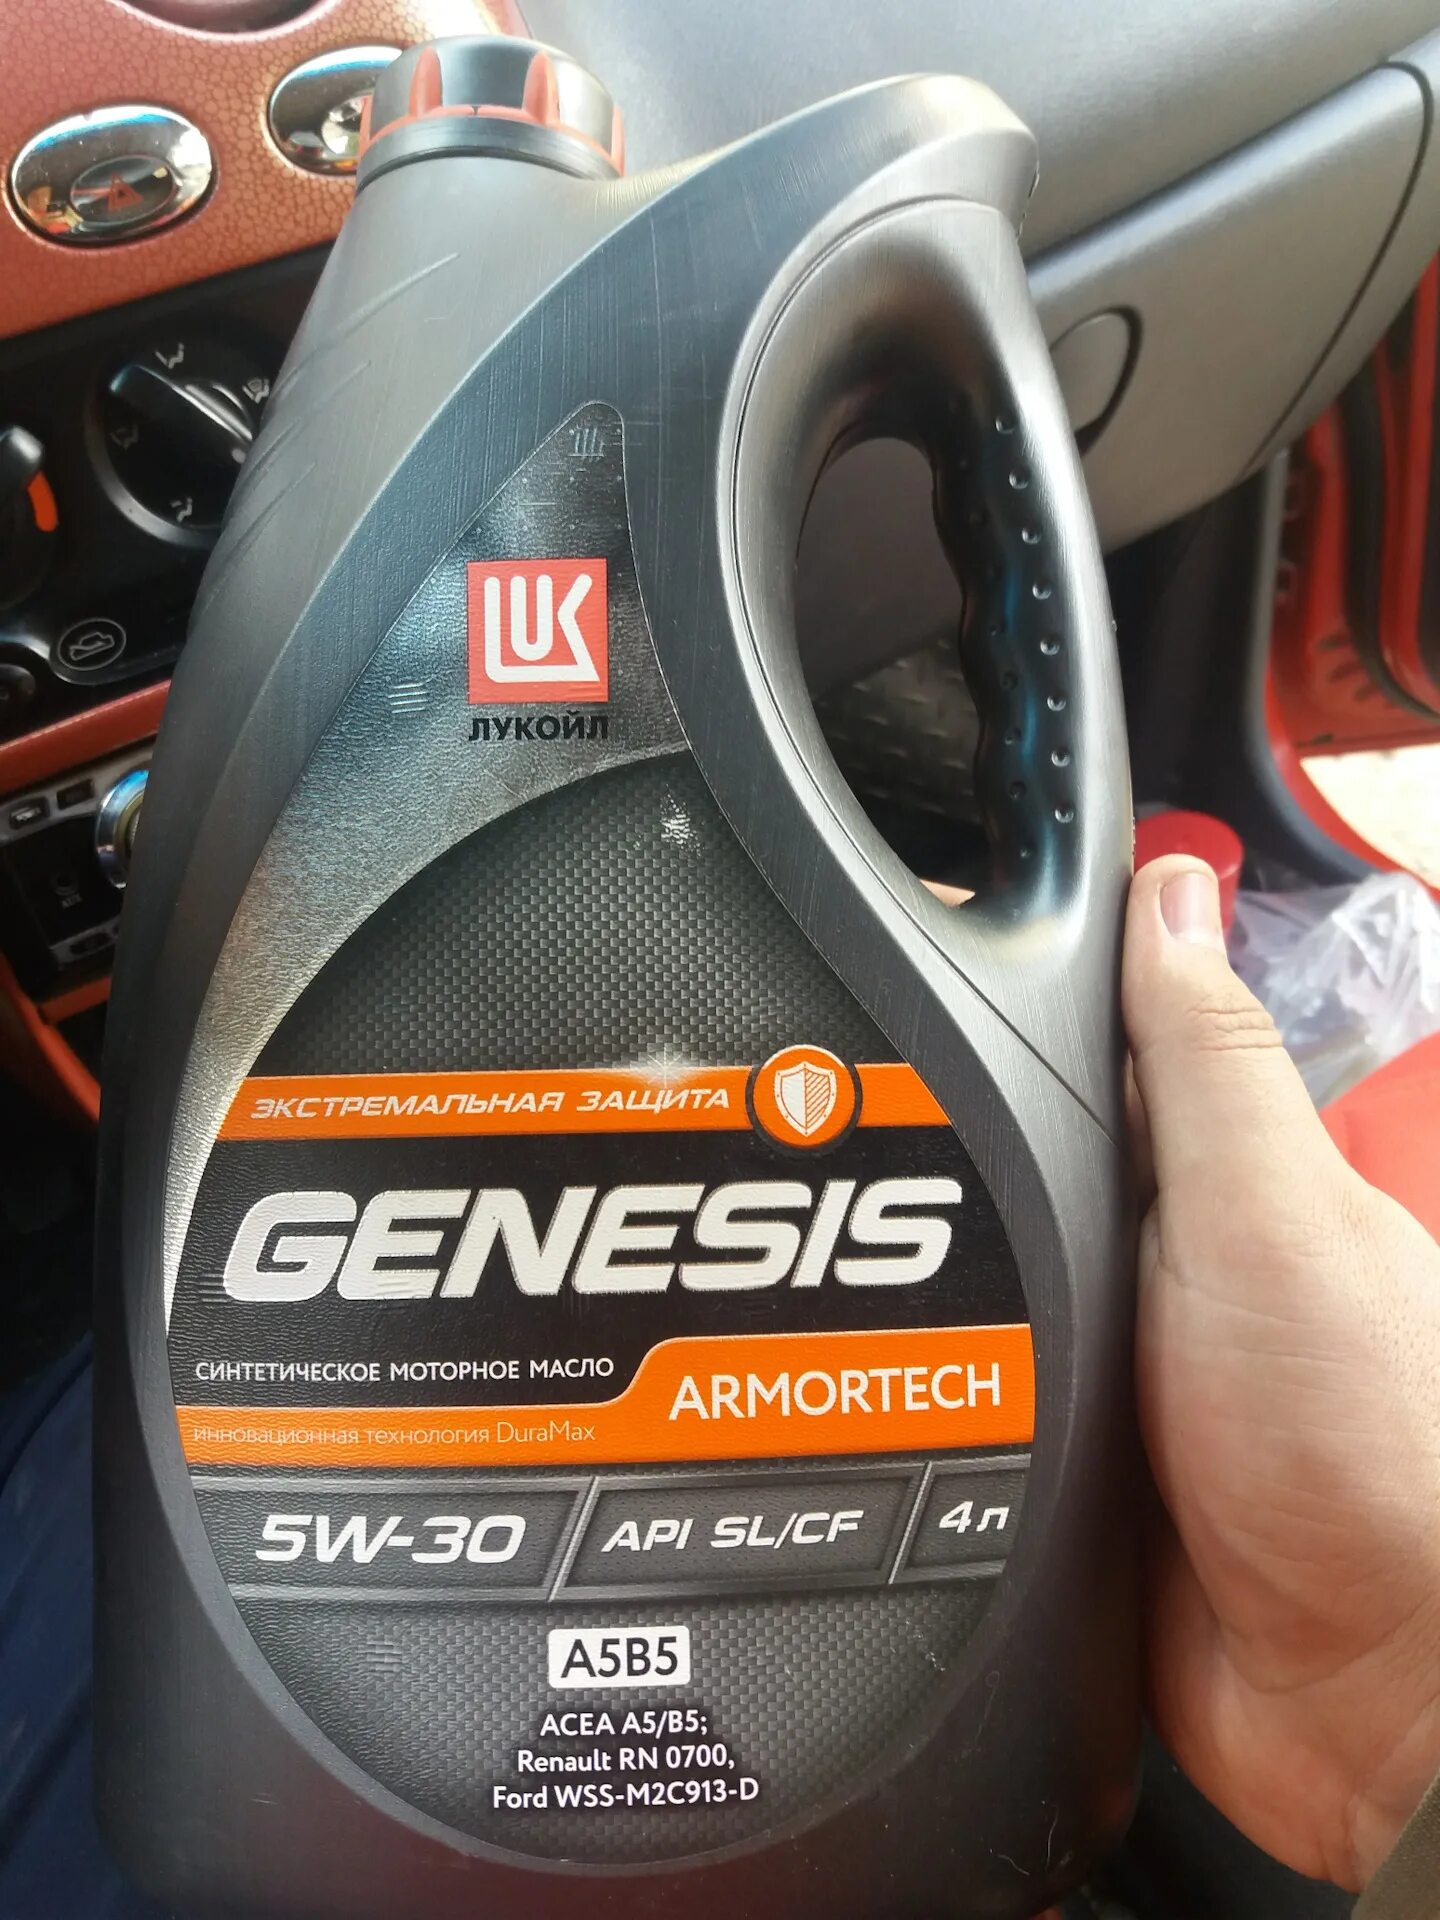 LUK
ЛУКОЙЛ
ЭКСТРЕМАЛЬНАЯ ЗАЩИТА
GENESIS
СИНТЕТИЧЕСКОЕ МОТОРНОЕ МАСЛО
ARMORTECH
инновационная технология DuraMax
5W-30
API SL/CF
4 л
A5B5
ACEA A5/B5;
Renault RN 0700,
Ford WSS-M2C913-D
AUX